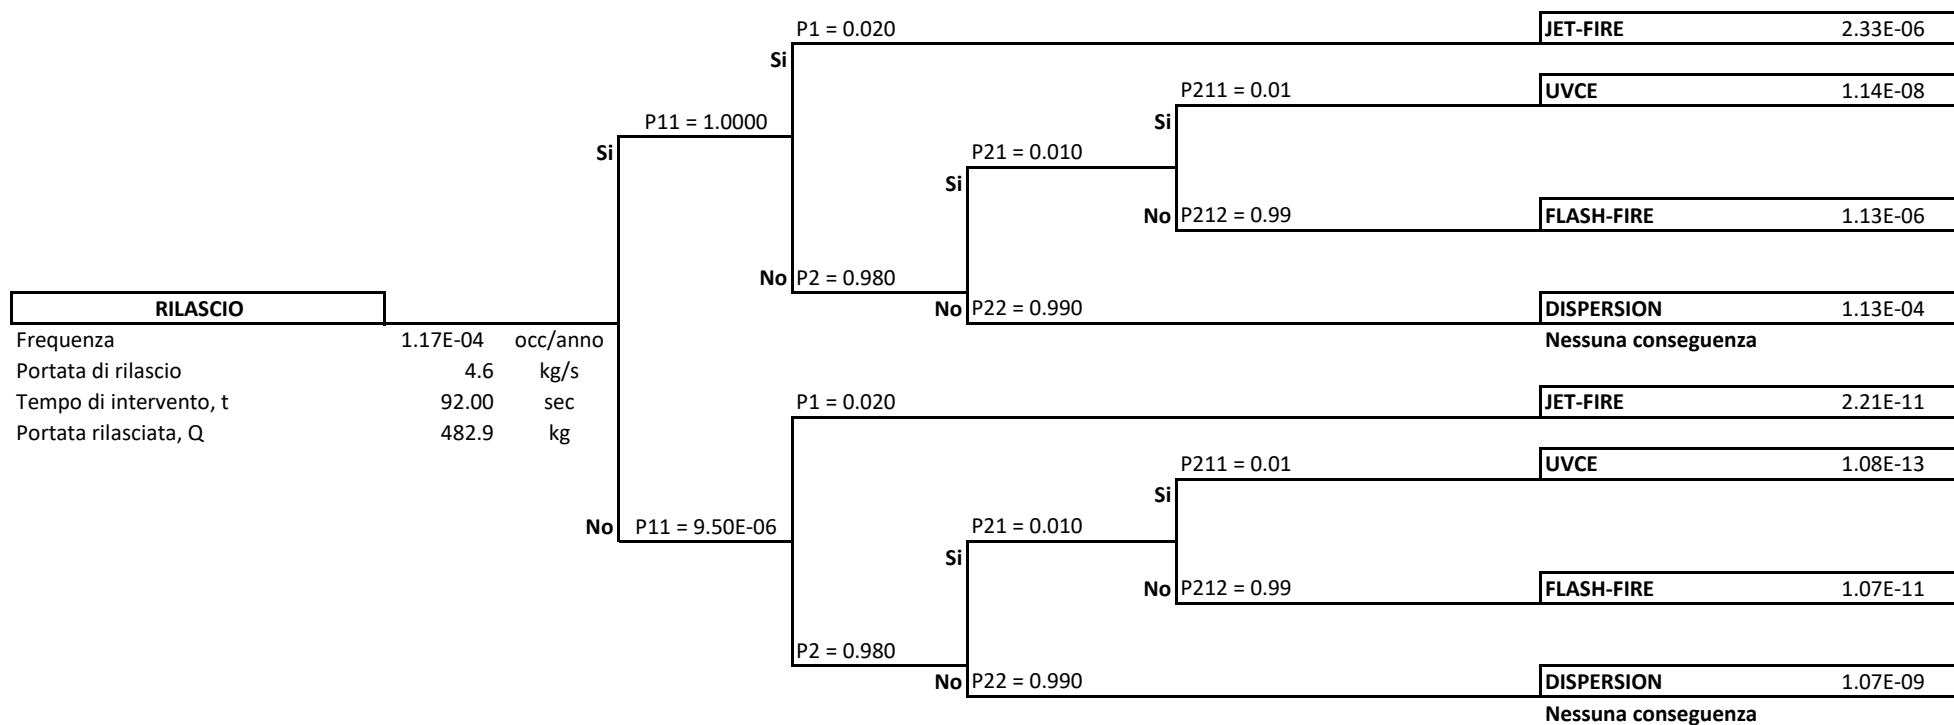 P1 = 0.020 JET-FIRE 2.33E-06
Si
P211 = 0.01 UVCE 1.14E-08
P11 = 1.0000 Si
Si P21 = 0.010
Si
No P212 = 0.99 FLASH-FIRE 1.13E-06
No P2 = 0.980
RILASCIO No P22 = 0.990 DISPERSION 1.13E-04
Frequenza 1.17E-04 occ/anno Nessuna conseguenza
Portata di rilascio 4.6 kg/s
Tempo di intervento, t 92.00 sec P1 = 0.020 JET-FIRE 2.21E-11
Portata rilasciata, Q 482.9 kg
P211 = 0.01 UVCE 1.08E-13
Si
No P11 = 9.50E-06 P21 = 0.010
Si
No P212 = 0.99 FLASH-FIRE 1.07E-11
P2 = 0.980
No P22 = 0.990 DISPERSION 1.07E-09
Nessuna conseguenza